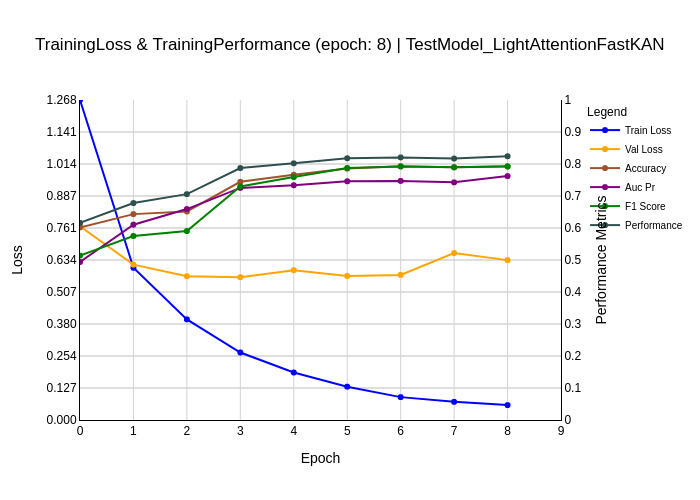 TrainingLoss & TrainingPerformance (epoch: 8) | TestModel_LightAttentionFastKAN
1.268
1.141
1.014
0.887
0.761
0.634
0.507
0.380
0.254
0.127
0.000
Loss
0 1 2 3 4 5 6 7 8 9
Epoch
1
0.9
0.8
0.7
0.6
0.5
0.4
0.3
0.2
0.1
0
Performance Metrics
Legend
Train Loss
Val Loss
Accuracy
Auc Pr
F1 Score
Performance